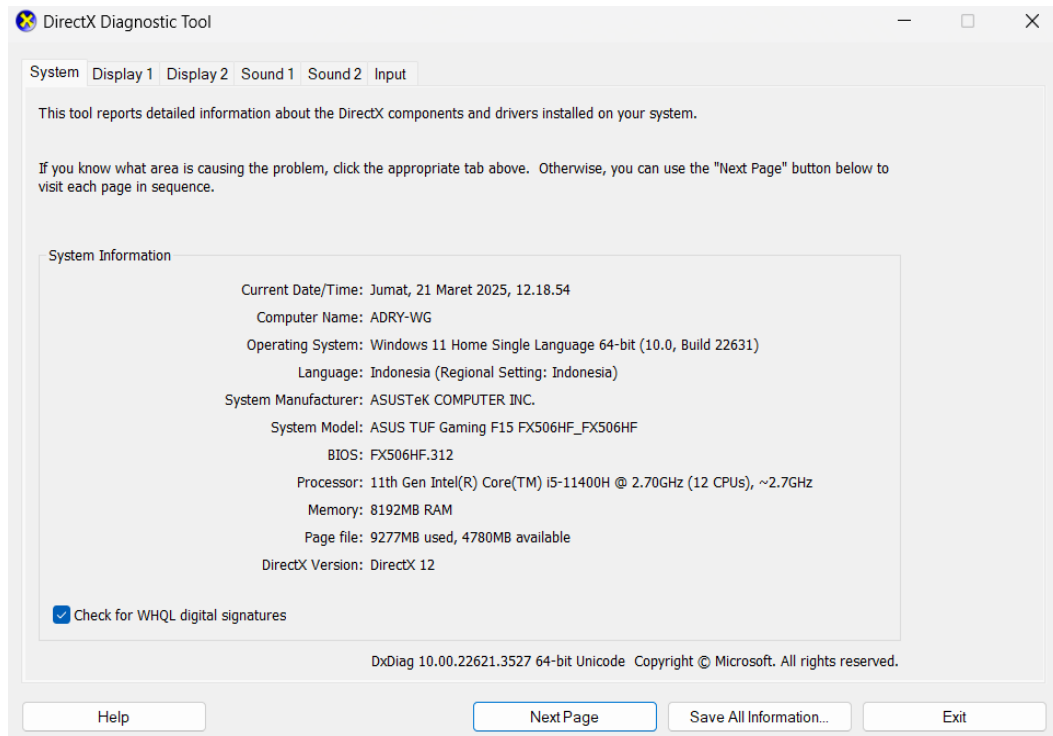 DirectX Diagnostic Tool
System Display 1 Display 2 Sound 1 Sound 2 Input
This tool reports detailed information about the DirectX components and drivers installed on your system.
If you know what area is causing the problem, click the appropriate tab above.  Otherwise, you can use the "Next Page" button below to
visit each page in sequence.
System Information
Current Date/Time: Jumat, 21 Maret 2025, 12.18.54
Computer Name: ADRY-WG
Operating System: Windows 11 Home Single Language 64-bit (10.0, Build 22631)
Language: Indonesia (Regional Setting: Indonesia)
System Manufacturer: ASUSTeK COMPUTER INC.
System Model: ASUS TUF Gaming F15 FX506HF_FX506HF
BIOS: FX506HF.312
Processor: 11th Gen Intel(R) Core(TM) i5-11400H @ 2.70GHz (12 CPUs), ~2.7GHz
Memory: 8192MB RAM
Page file: 9277MB used, 4780MB available
DirectX Version: DirectX 12
Check for WHQL digital signatures
DxDiag 10.00.22621.3527 64-bit Unicode  Copyright © Microsoft. All rights reserved.
Help Next Page Save All Information... Exit